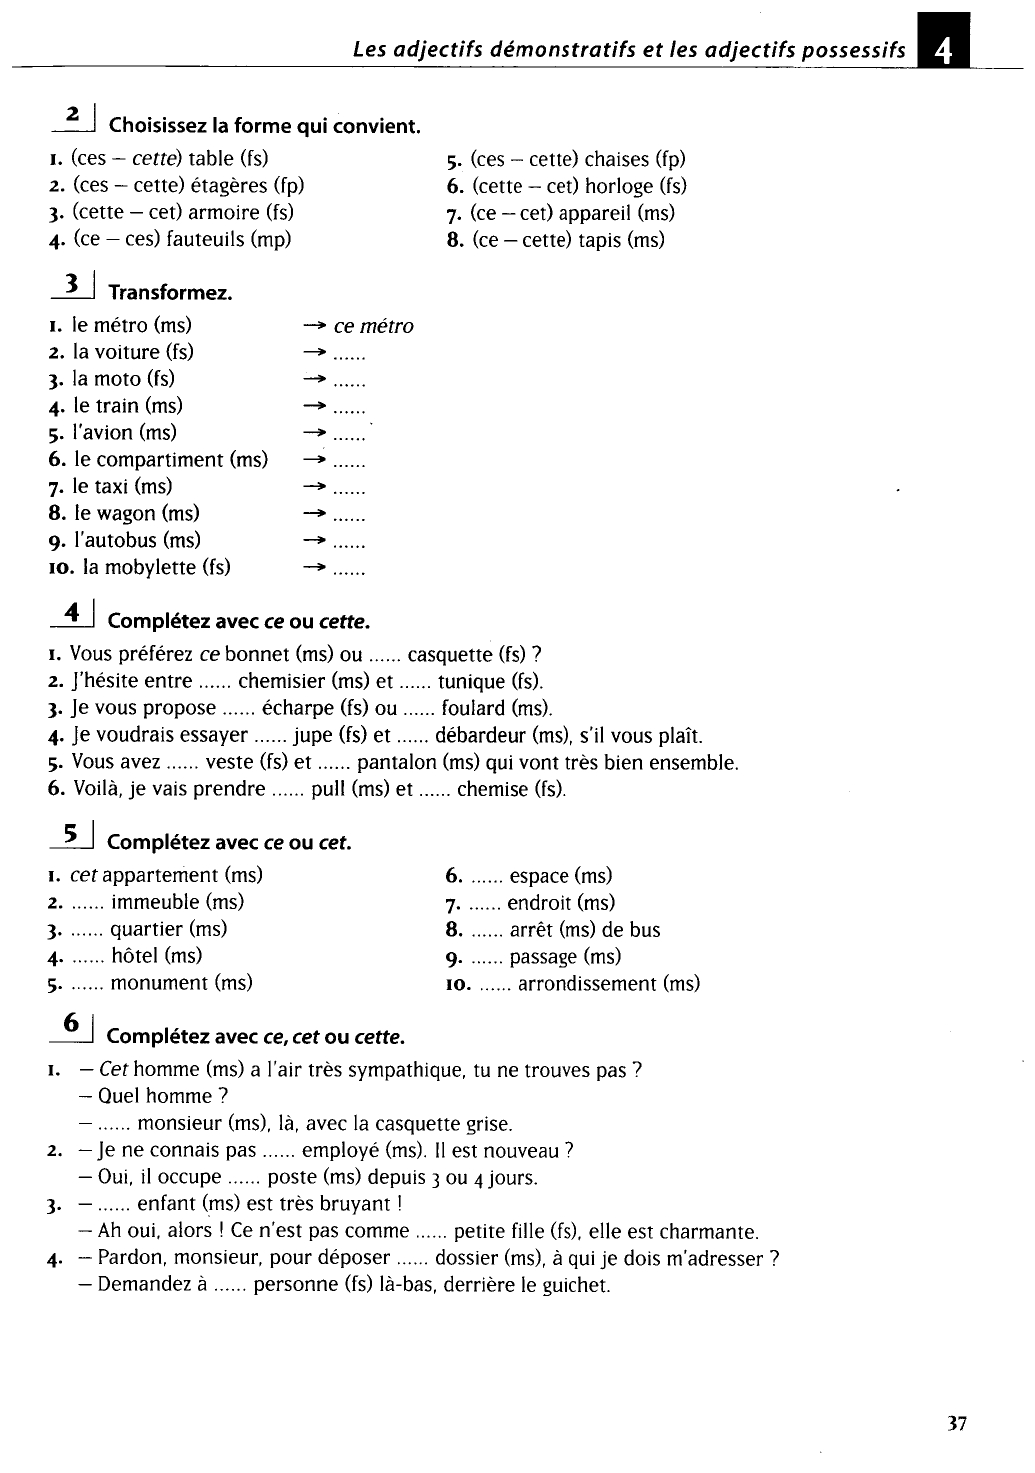 Les adjectifs démonstratifs et les adjectifs possessifs 4
2 Choisissez la forme qui convient.
1. (ces – cette) table (fs)
2. (ces – cette) étagères (fp)
3. (cette – cet) armoire (fs)
4. (ce – ces) fauteuils (mp)
5. (ces – cette) chaises (fp)
6. (cette – cet) horloge (fs)
7. (ce – cet) appareil (ms)
8. (ce – cette) tapis (ms)
3 Transformez.
1. le métro (ms) → ce métro
2. la voiture (fs) → ......
3. la moto (fs) → ......
4. le train (ms) → ......
5. l'avion (ms) → ......
6. le compartiment (ms) → ......
7. le taxi (ms) → ......
8. le wagon (ms) → ......
9. l'autobus (ms) → ......
10. la mobylette (fs) → ......
4 Complétez avec ce ou cette.
1. Vous préférez ce bonnet (ms) ou ...... casquette (fs) ?
2. J'hésite entre ...... chemisier (ms) et ...... tunique (fs).
3. Je vous propose ...... écharpe (fs) ou ...... foulard (ms).
4. Je voudrais essayer ...... jupe (fs) et ...... débardeur (ms), s'il vous plaît.
5. Vous avez ...... veste (fs) et ...... pantalon (ms) qui vont très bien ensemble.
6. Voilà, je vais prendre ...... pull (ms) et ...... chemise (fs).
5 Complétez avec ce ou cet.
1. cet appartement (ms)
2. ...... immeuble (ms)
3. ...... quartier (ms)
4. ...... hôtel (ms)
5. ...... monument (ms)
6. ...... espace (ms)
7. ...... endroit (ms)
8. ...... arrêt (ms) de bus
9. ...... passage (ms)
10. ...... arrondissement (ms)
6 Complétez avec ce, cet ou cette.
1. – Cet homme (ms) a l'air très sympathique, tu ne trouves pas ?
– Quel homme ?
– ...... monsieur (ms), là, avec la casquette grise.
2. – Je ne connais pas ...... employé (ms). Il est nouveau ?
– Oui, il occupe ...... poste (ms) depuis 3 ou 4 jours.
3. – ...... enfant (ms) est très bruyant !
– Ah oui, alors ! Ce n'est pas comme ...... petite fille (fs), elle est charmante.
4. – Pardon, monsieur, pour déposer ...... dossier (ms), à qui je dois m'adresser ?
– Demandez à ...... personne (fs) là-bas, derrière le guichet.
37